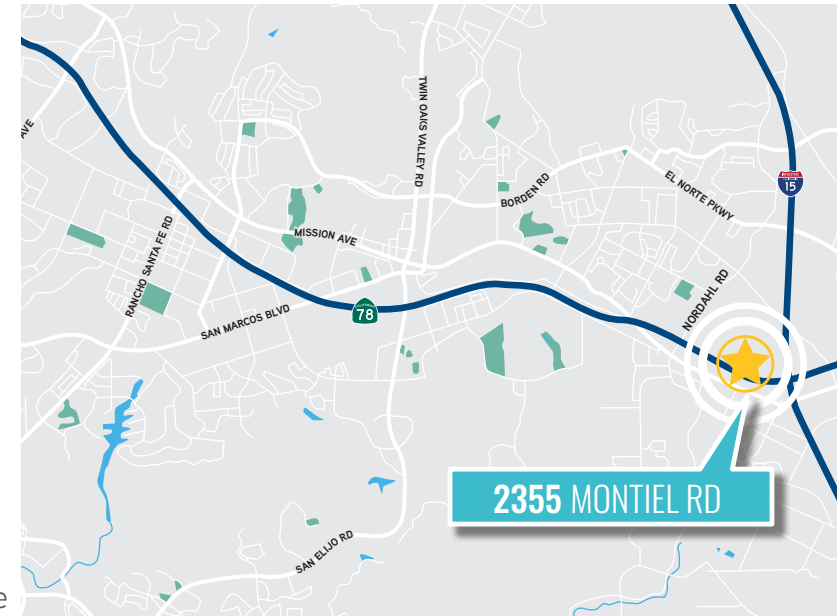 AVE
TWIN OAKS VALLEY RD
BORDEN RD
EL NORTE PKWY
15
RANCHO SANTA FE RD
MISSION AVE
NORDAHL RD
SAN MARCOS BLVD
CALIFORNIA
78
2355 MONTIEL RD
SAN ELIJO RD
e